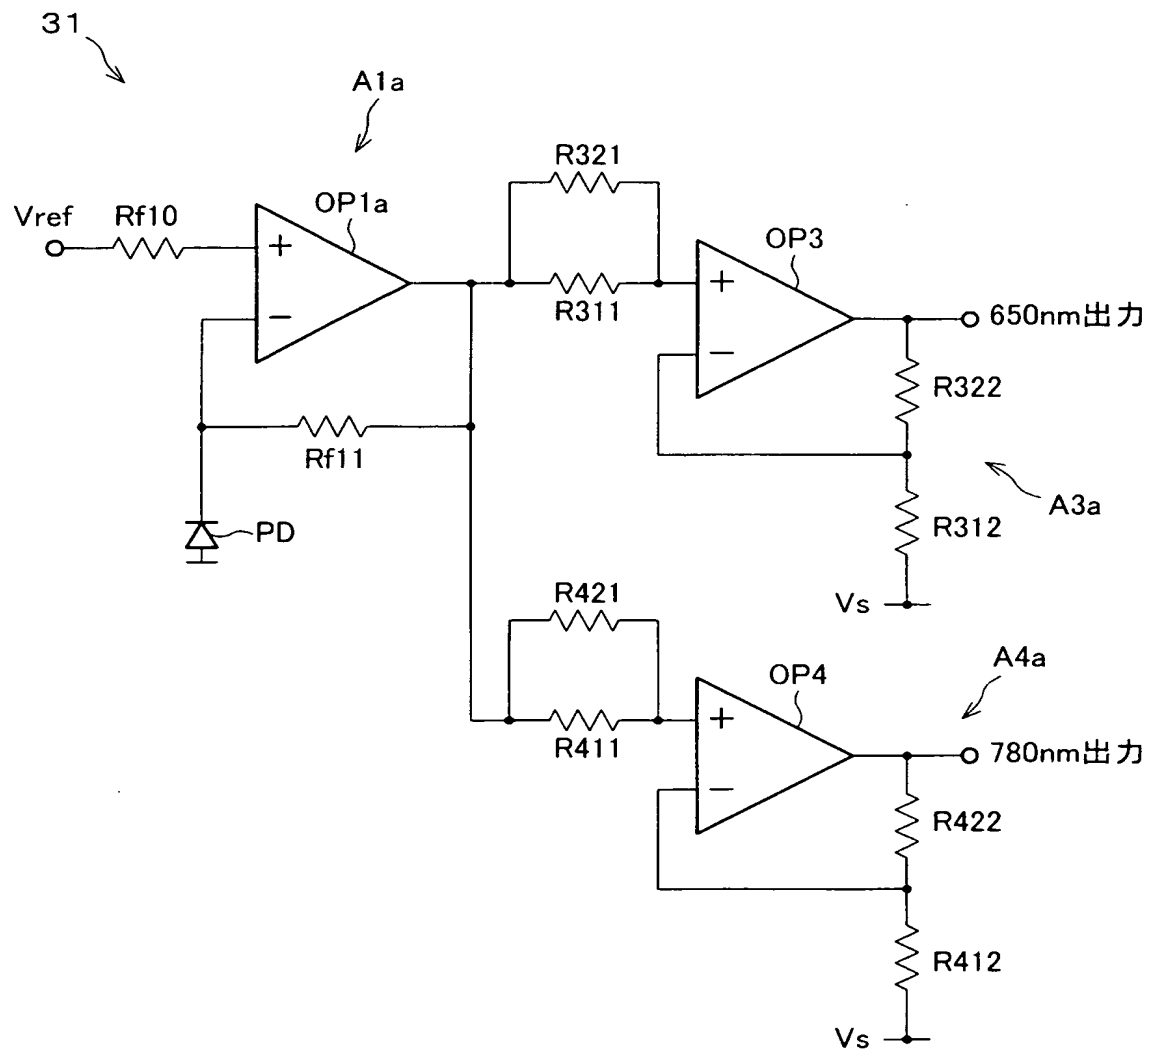 31
A1a
R321
Vref
Rf10
OP1a
+
−
R311
OP3
+
−
650nm出力
R322
Rf11
A3a
PD
R312
Vs
R421
A4a
OP4
+
−
R411
780nm出力
R422
R412
Vs